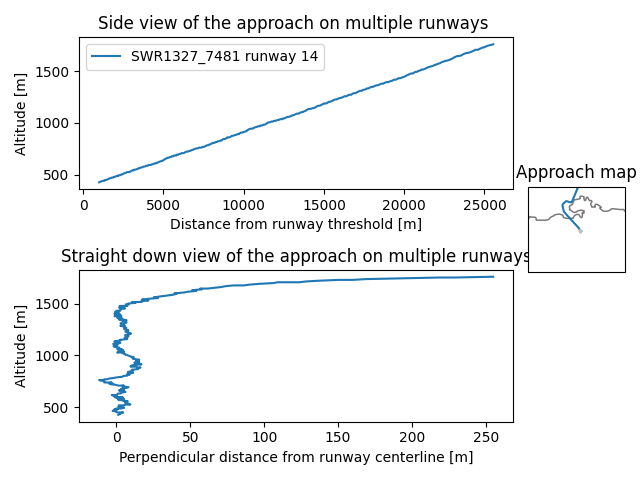 Side view of the approach on multiple runways
SWR1327_7481 runway 14
Altitude [m]
1500
1000
500
0 5000 10000 15000 20000 25000
Distance from runway threshold [m]
Approach map
Straight down view of the approach on multiple runways
Altitude [m]
1500
1000
500
0 50 100 150 200 250
Perpendicular distance from runway centerline [m]